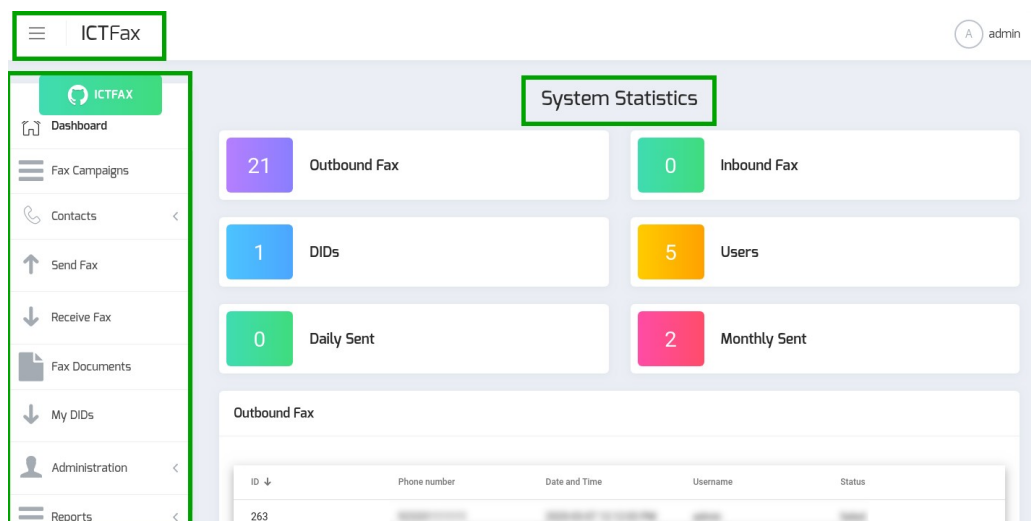 ICTFax
A admin
ICTFAX
System Statistics
Dashboard
Fax Campaigns
Contacts
Send Fax
Receive Fax
Fax Documents
My DIDs
Administration
Reports
21 Outbound Fax
0 Inbound Fax
1 DIDs
5 Users
0 Daily Sent
2 Monthly Sent
Outbound Fax
ID Phone number Date and Time Username Status
263